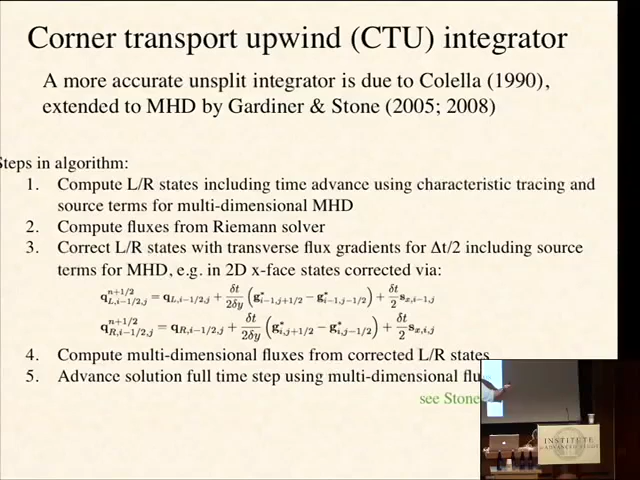 Corner transport upwind (CTU) integrator
A more accurate unsplit integrator is due to Colella (1990),
extended to MHD by Gardiner & Stone (2005; 2008)
Steps in algorithm:
1. Compute L/R states including time advance using characteristic tracing and
source terms for multi-dimensional MHD
2. Compute fluxes from Riemann solver
3. Correct L/R states with transverse flux gradients for Δt/2 including source
terms for MHD, e.g. in 2D x-face states corrected via:
q^{n+1/2}_{L,i−1/2,j} = q_{L,i−1/2,j} + δt/2δy (g^*_{i−1,j+1/2} − g^*_{i−1,j−1/2}) + δt/2 s_{x,i−1,j}
q^{n+1/2}_{R,i−1/2,j} = q_{R,i−1/2,j} + δt/2δy (g^*_{i,j+1/2} − g^*_{i,j−1/2}) + δt/2 s_{x,i,j}
4. Compute multi-dimensional fluxes from corrected L/R states
5. Advance solution full time step using multi-dimensional flu
see Stone
INSTITUTE